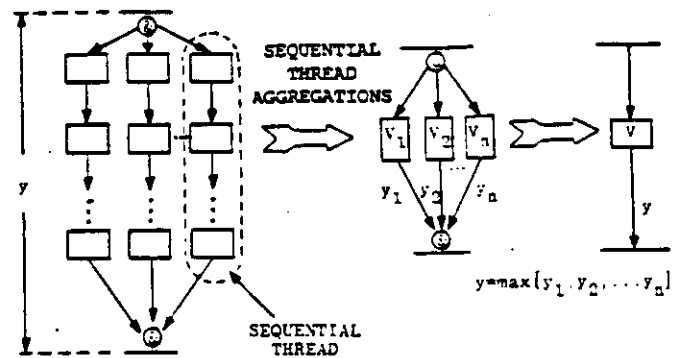 SEQUENTIAL
THREAD
AGGREGATIONS
&
y
V1 V2 Vn
...
y1 y2 yn
&
V
y
y=max[y1,y2,...yn]
SEQUENTIAL
THREAD